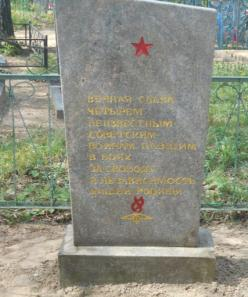 ВЕЧНАЯ СЛАВА
ЧЕТЫРЕМ
НЕИЗВЕСТНЫМ
СОВЕТСКИМ
ВОИНАМ ПАВШИМ
В БОЯХ
ЗА СВОБОДУ
И НЕЗАВИСИМОСТЬ
НАШЕЙ РОДИНЫ